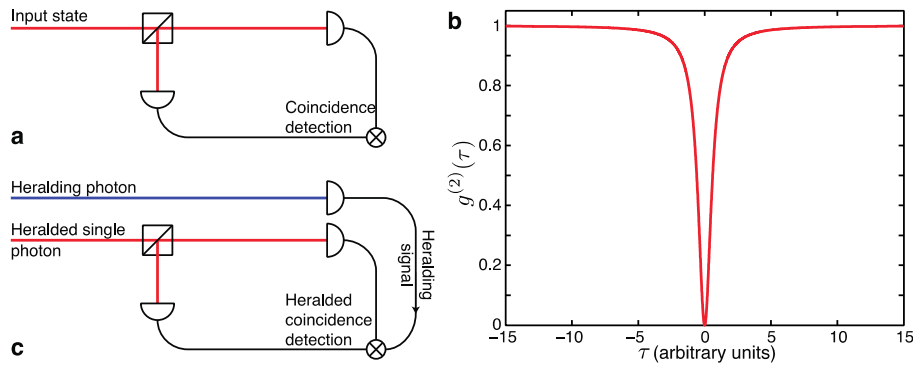 Input state
Coincidence
detection
a
Heralding photon
Heralded single
photon
Heralding
signal
Heralded
coincidence
detection
c
b
1
0.8
0.6
0.4
0.2
0
g(2)(τ)
−15
−10
−5
0
5
10
15
τ (arbitrary units)